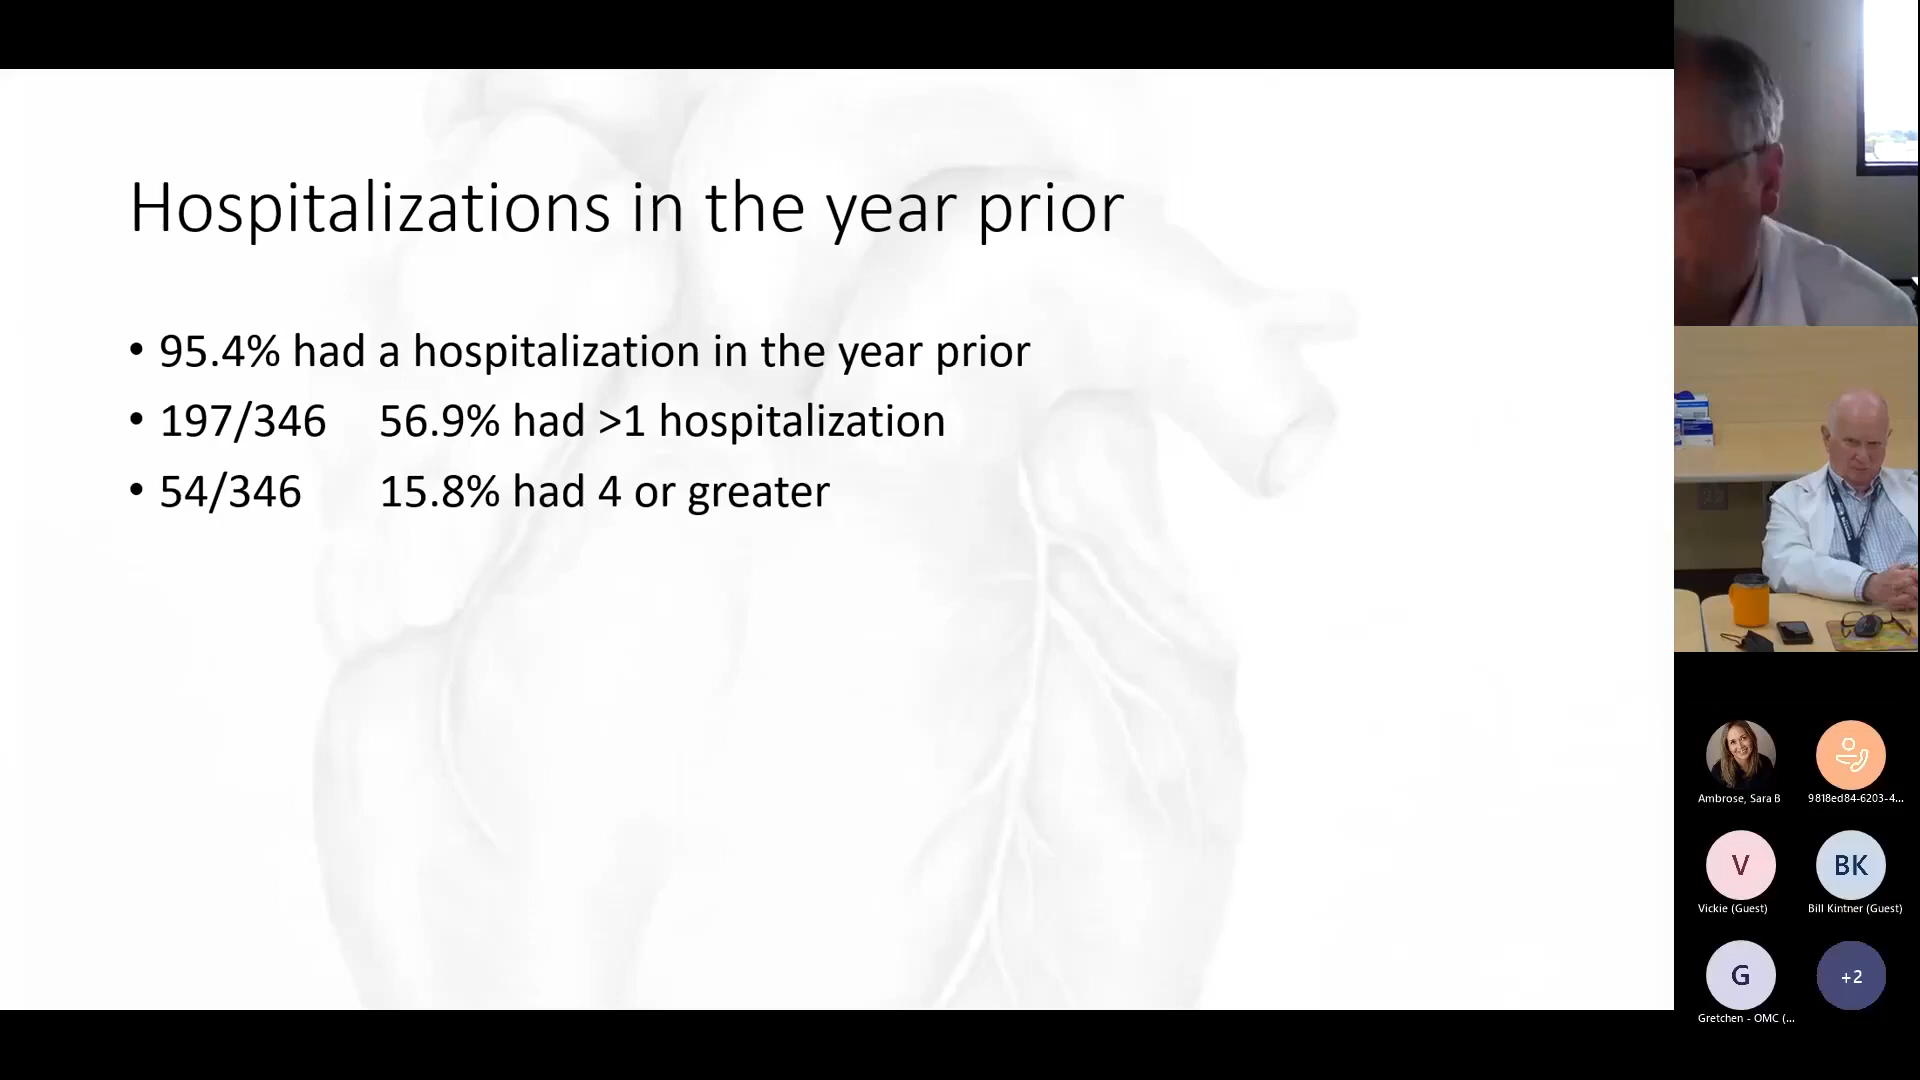 Hospitalizations in the year prior
• 95.4% had a hospitalization in the year prior
• 197/346 56.9% had >1 hospitalization
• 54/346 15.8% had 4 or greater
Ambrose, Sara B
9818ed84-6203-4...
V
Vickie (Guest)
BK
Bill Kintner (Guest)
G
Gretchen - OMC (...
+2